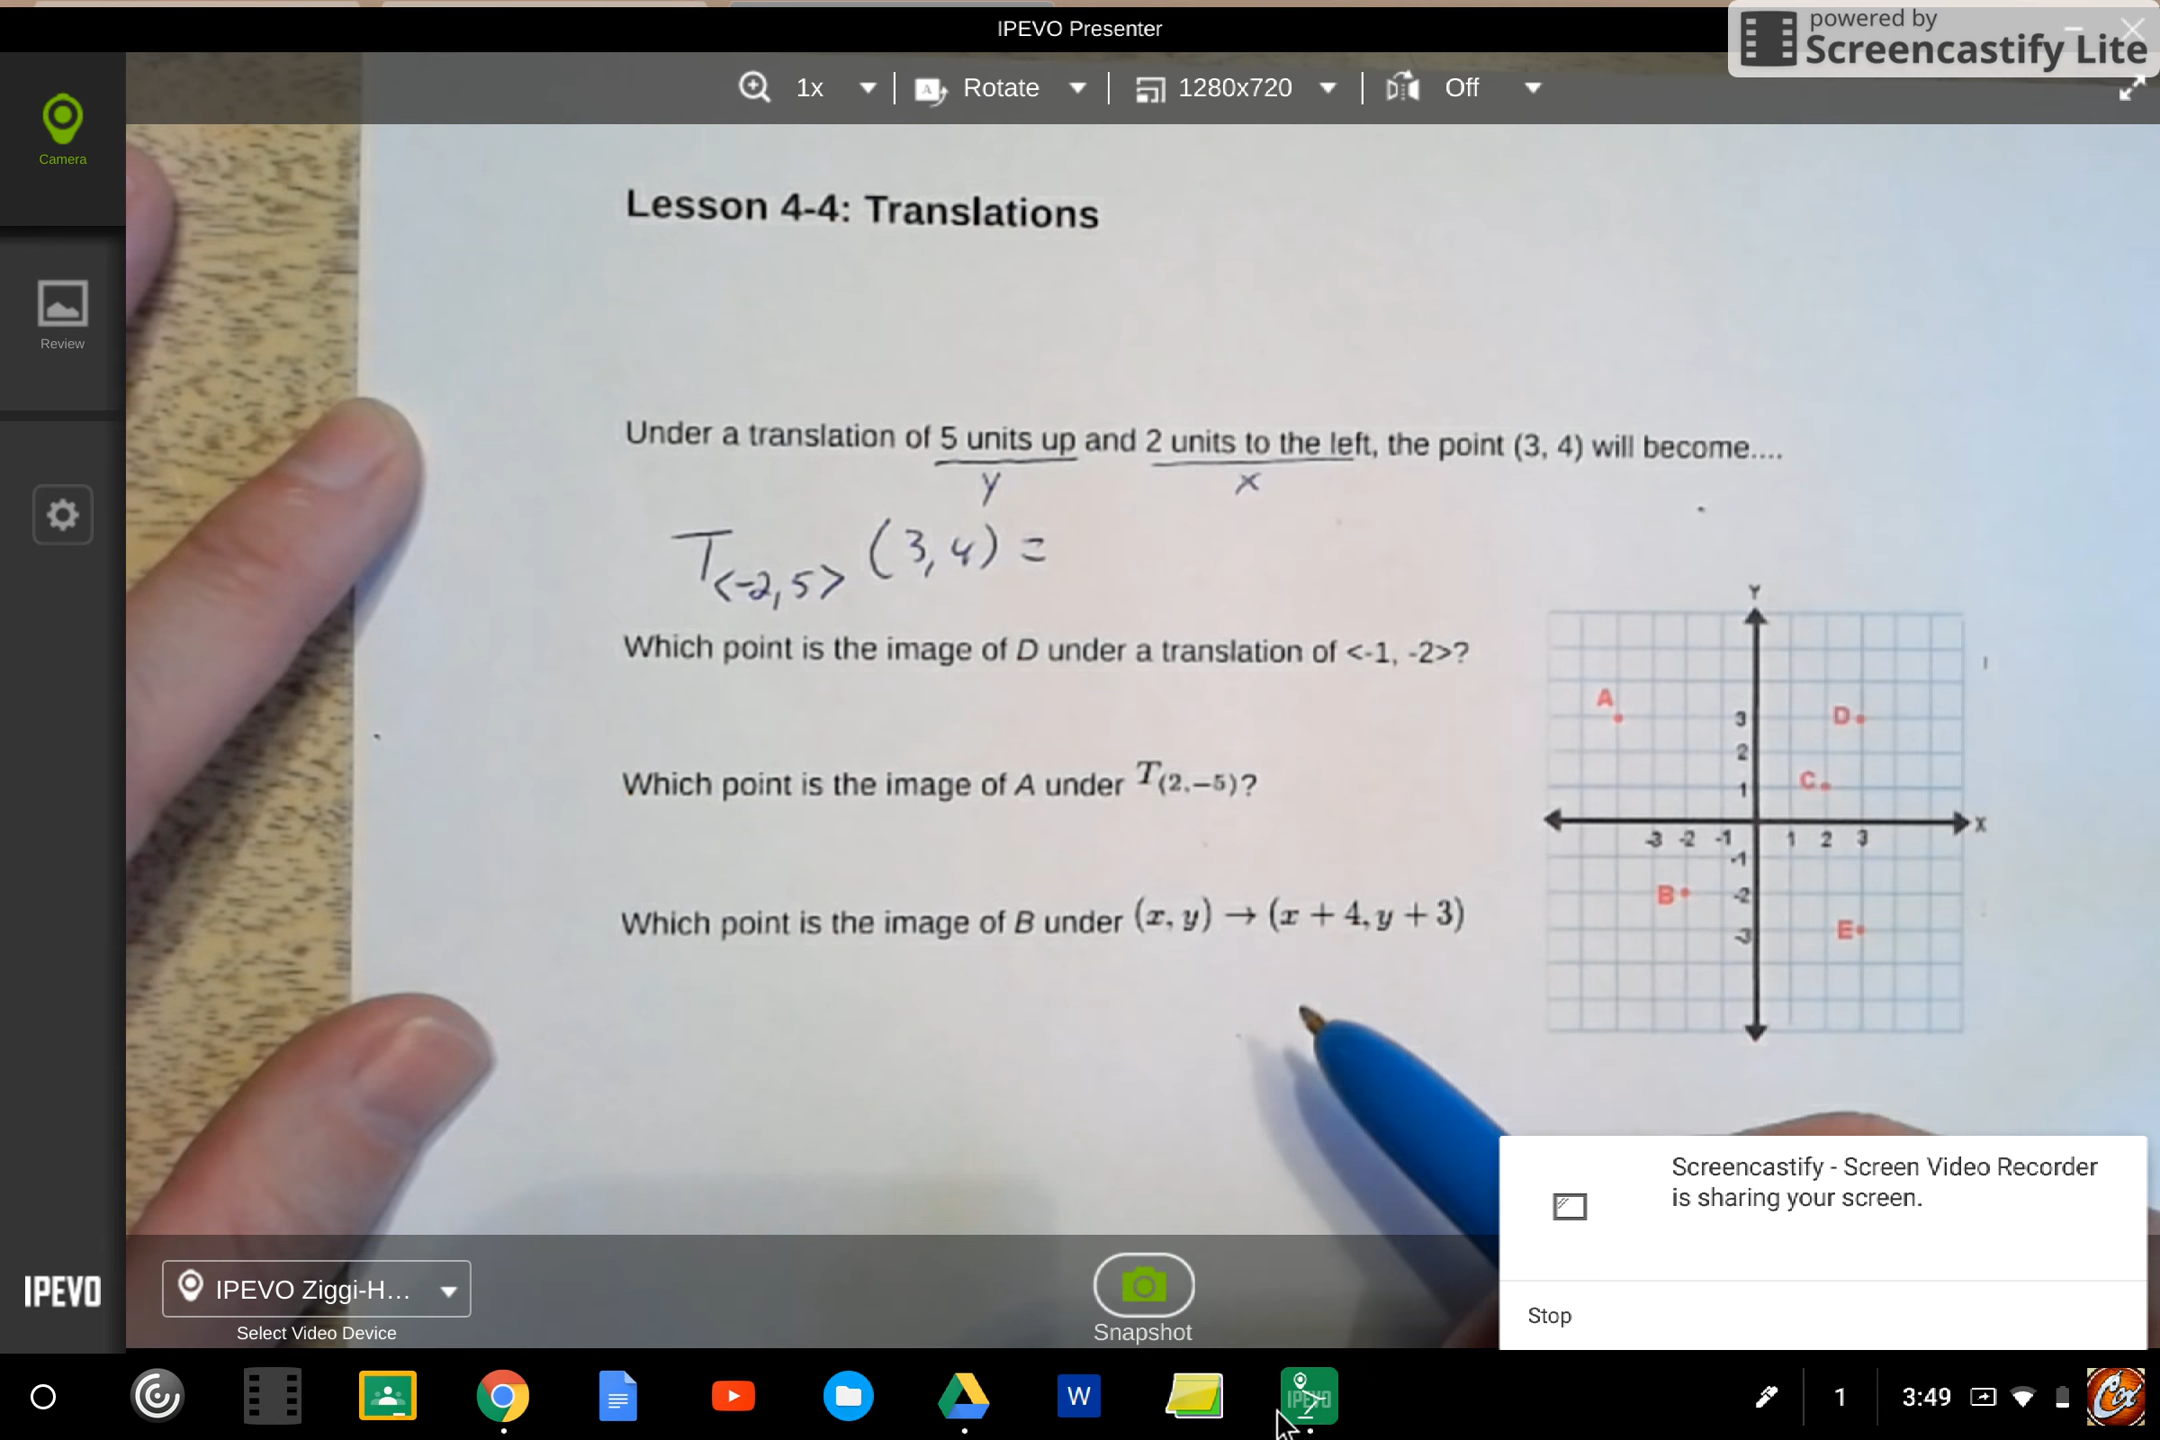 IPEVO Presenter
powered by
Screencastify Lite
1x Rotate 1280x720 Off
Camera
Review
Lesson 4-4: Translations
Under a translation of 5 units up and 2 units to the left, the point (3, 4) will become....
y x
T<-2,5> (3,4) =
Which point is the image of D under a translation of <-1, -2>?
Which point is the image of A under T(2,-5)?
Which point is the image of B under (x, y) → (x + 4, y + 3)
Y
A
3 D
2
C
1
X
-3 -2 -1 1 2 3
-1
B -2
E
-3
Screencastify - Screen Video Recorder
is sharing your screen.
Stop
IPEVO
IPEVO Ziggi-H...
Select Video Device
Snapshot
W
IPEVO
1 3:49